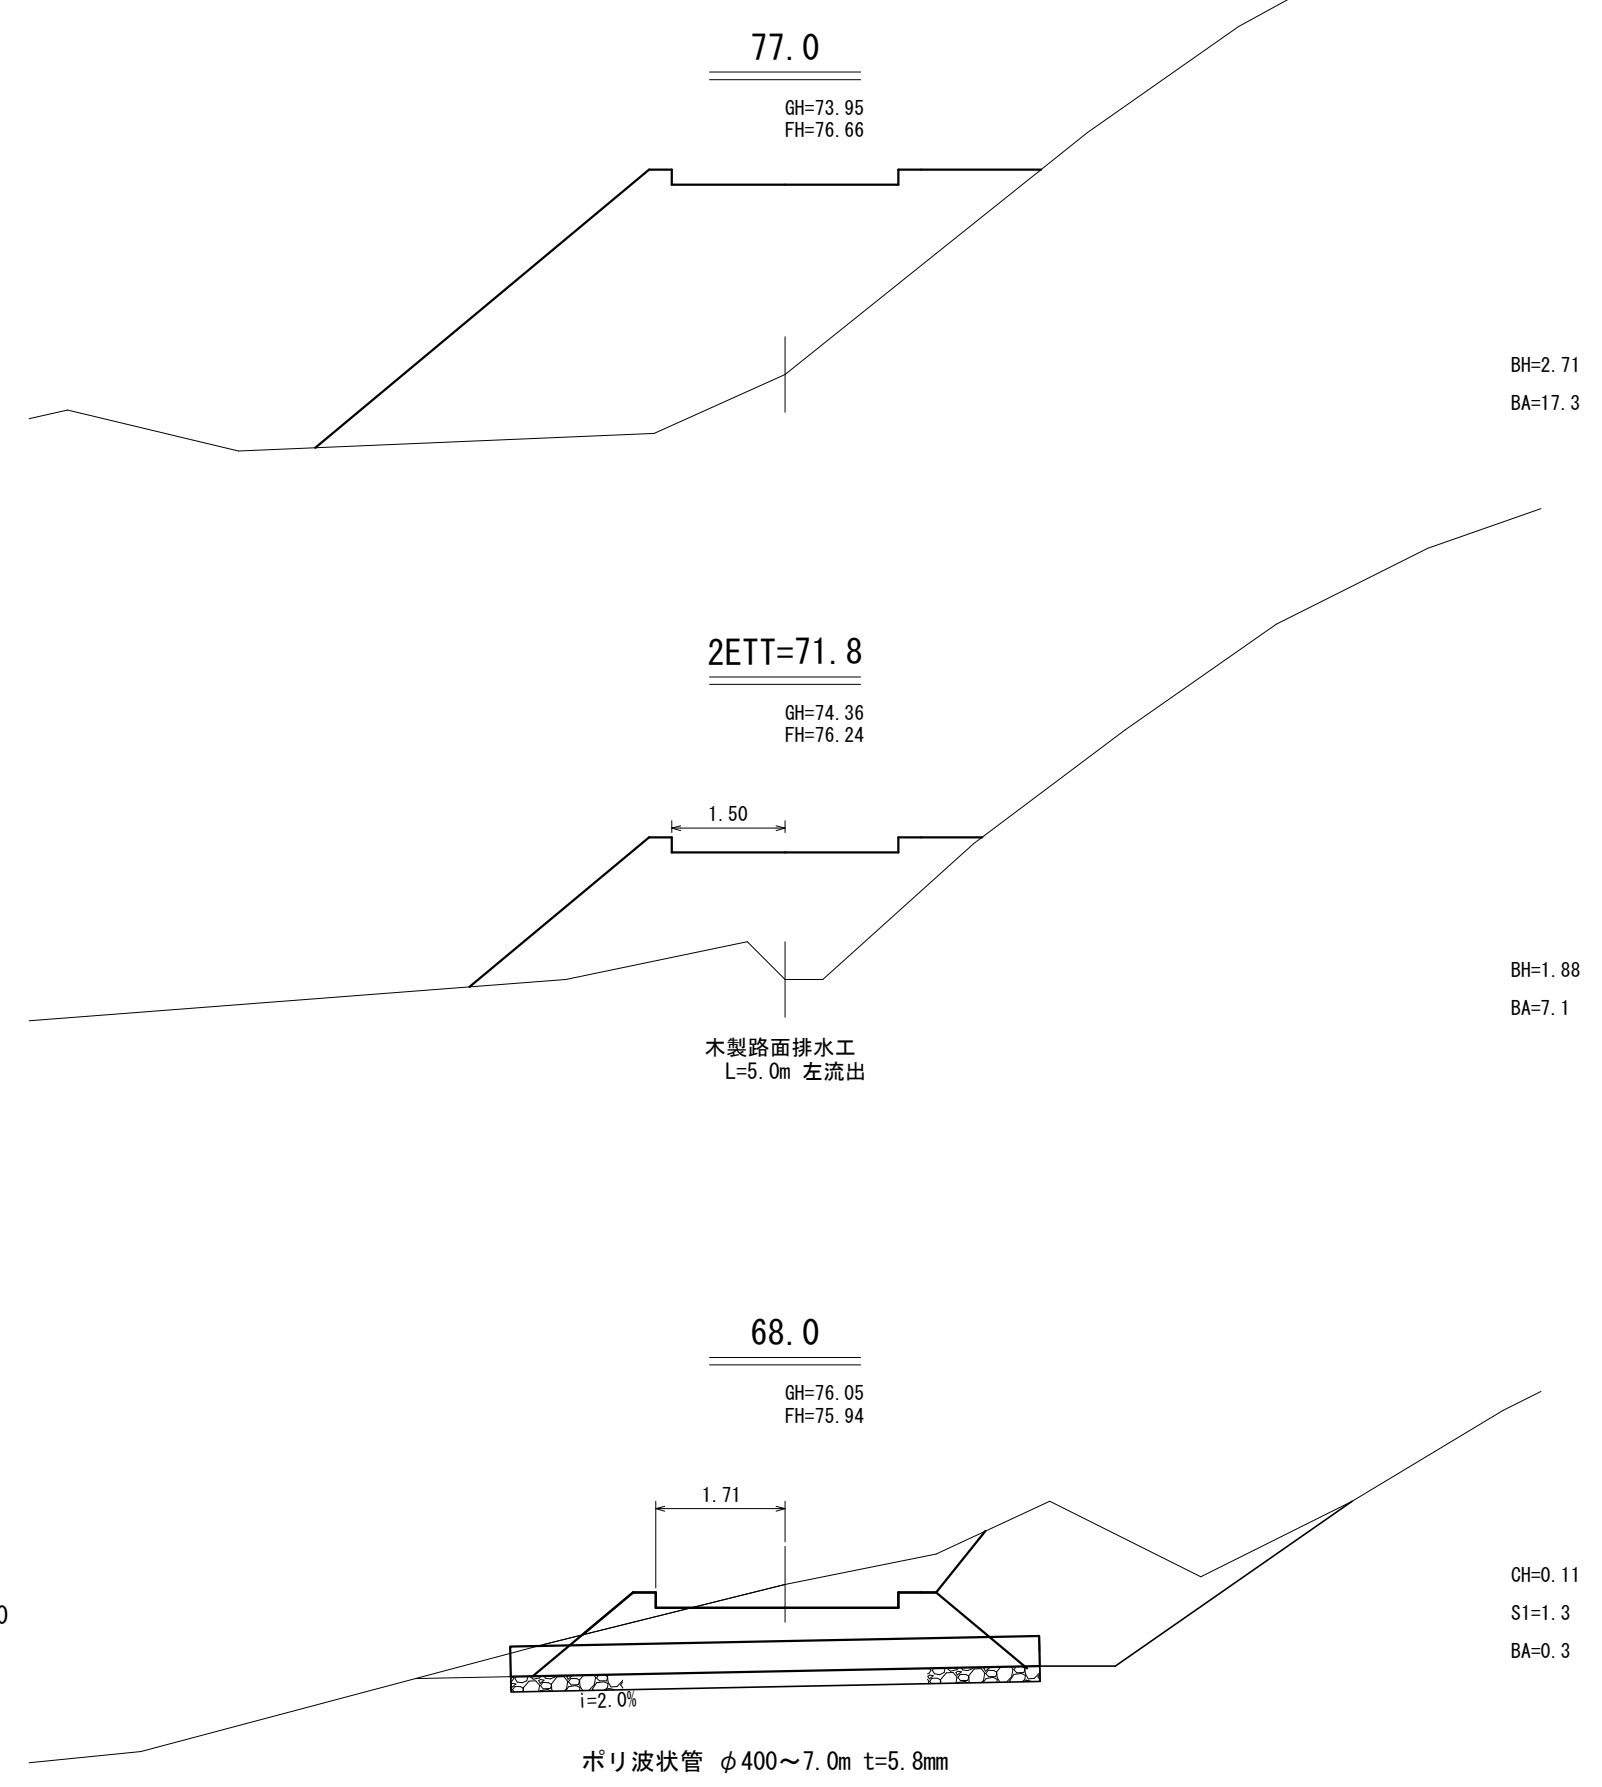 77.0
GH=73.95
FH=76.66
BH=2.71
BA=17.3
2ETT=71.8
GH=74.36
FH=76.24
1.50
BH=1.88
BA=7.1
木製路面排水工
L=5.0m 左流出
68.0
GH=76.05
FH=75.94
1.71
CH=0.11
S1=1.3
0
BA=0.3
i=2.0%
ポリ波状管 φ400～7.0m t=5.8mm